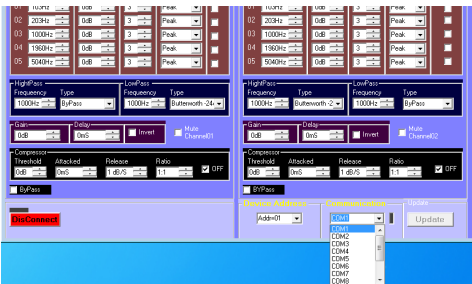 01 103Hz 0dB 3 Peak
02 203Hz 0dB 3 Peak
03 1000Hz 0dB 3 Peak
04 1960Hz 0dB 3 Peak
05 5040Hz 0dB 3 Peak
HightPass LowPass
Frequeency Type Frequeency Type
1000Hz ByPass 1000Hz Butterworth -24
Gain Delay
0dB 0mS Invert Mute
Channel01
Compressor
Threshold Attacked Release Ratio
0dB 0mS 1 dB/S 1:1 OFF
ByPass
DisConnect
01 103Hz 0dB 3 Peak
02 203Hz 0dB 3 Peak
03 1000Hz 0dB 3 Peak
04 1960Hz 0dB 3 Peak
05 5040Hz 0dB 3 Peak
HightPass LowPass
Frequeency Type Frequeency Type
1000Hz Butterworth -2 1000Hz ByPass
Gain Delay
0dB 0mS Invert Mute
Channel02
Compressor
Threshold Attacked Release Ratio
0dB 0mS 1 dB/S 1:1 OFF
BYPass
Device Address Communication Update
Addr=01 COM1 Update
COM1
COM2
COM3
COM4
COM5
COM6
COM7
COM8